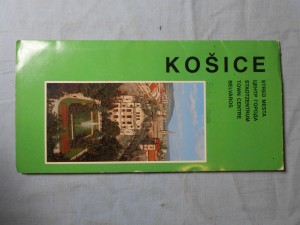 KOŠICE
STRED MESTA
ЦЕНТР ГОРОДА
STADTZENTRUM
TOWN CENTRE
BELVÁROS